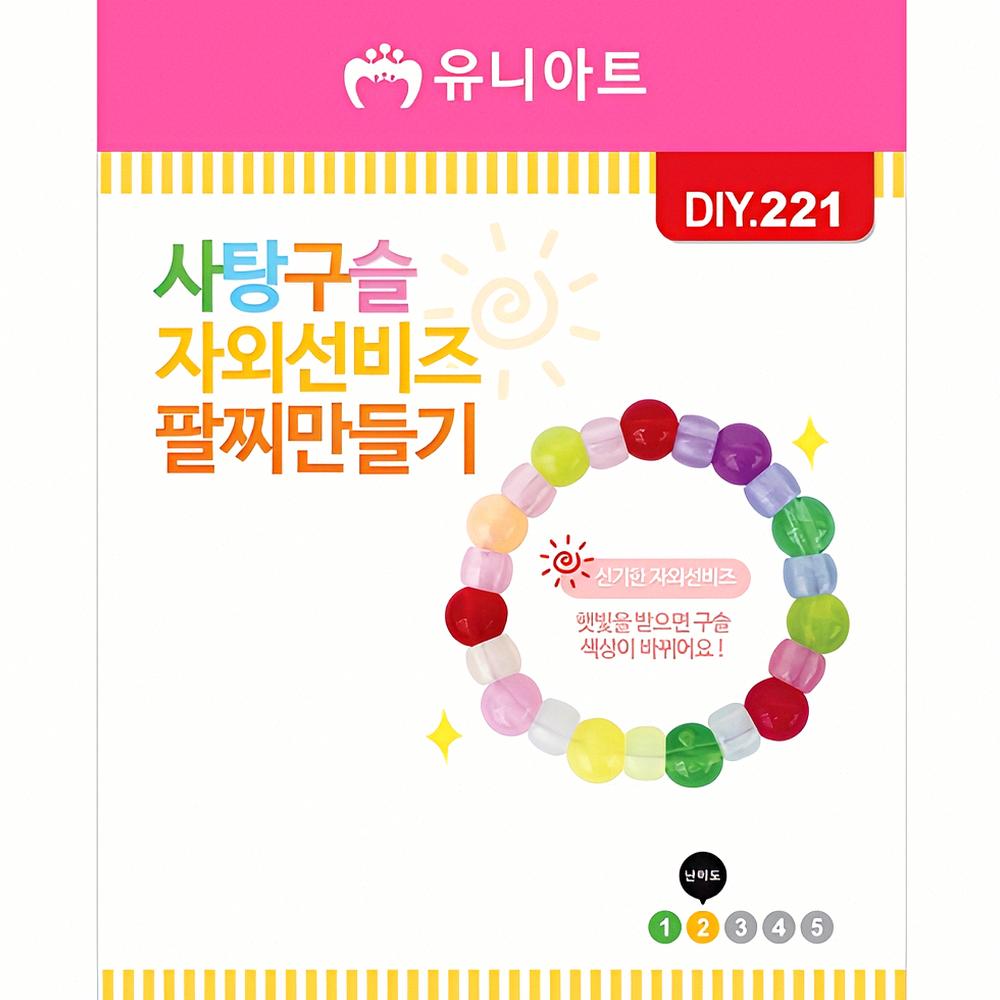 유니아트
DIY.221
사탕구슬
자외선비즈
팔찌만들기
신기한 자외선비즈
햇빛을 받으면 구슬
색상이 바뀌어요!
난이도
1 2 3 4 5